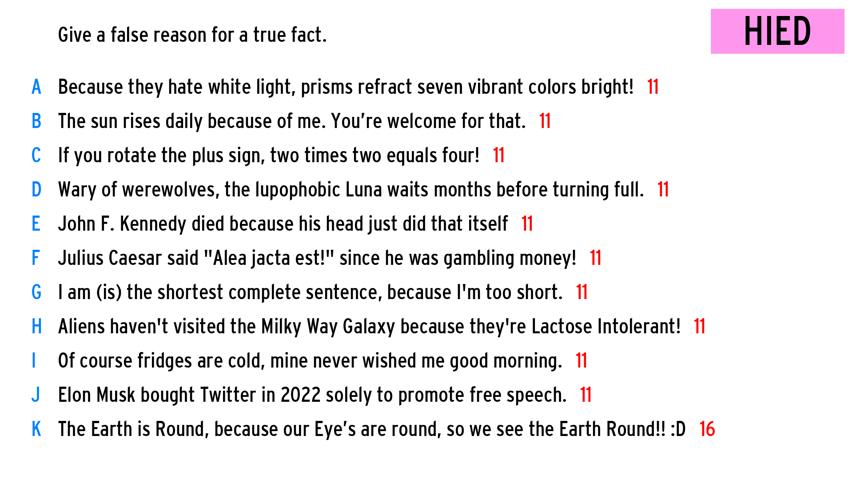 Give a false reason for a true fact.
HIED
A Because they hate white light, prisms refract seven vibrant colors bright! 11
B The sun rises daily because of me. You’re welcome for that. 11
C If you rotate the plus sign, two times two equals four! 11
D Wary of werewolves, the lupophobic Luna waits months before turning full. 11
E John F. Kennedy died because his head just did that itself 11
F Julius Caesar said "Alea jacta est!" since he was gambling money! 11
G I am (is) the shortest complete sentence, because I'm too short. 11
H Aliens haven't visited the Milky Way Galaxy because they're Lactose Intolerant! 11
I Of course fridges are cold, mine never wished me good morning. 11
J Elon Musk bought Twitter in 2022 solely to promote free speech. 11
K The Earth is Round, because our Eye’s are round, so we see the Earth Round!! :D 16